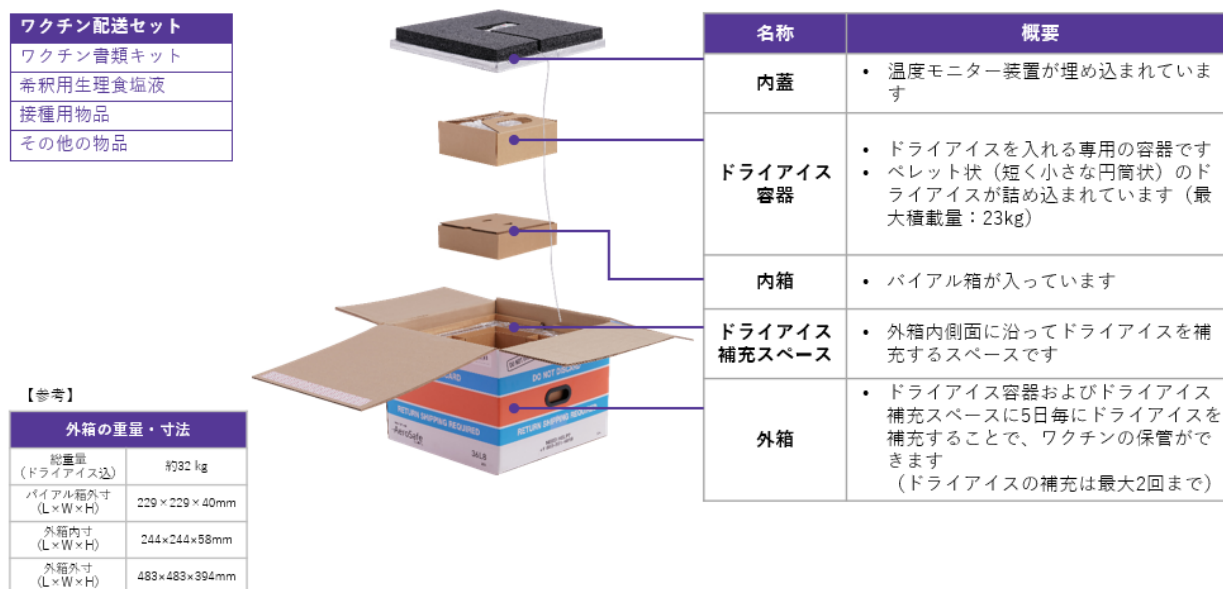 ワクチン配送セット
ワクチン書類キット
希釈用生理食塩液
接種用物品
その他の物品
名称
概要
内蓋
• 温度モニター装置が埋め込まれていま
す
ドライアイス
容器
• ドライアイスを入れる専用の容器です
• ペレット状（短く小さな円筒状）のド
ライアイスが詰め込まれています（最
大積載量：23kg）
内箱
• バイアル箱が入っています
ドライアイス
補充スペース
• 外箱内側面に沿ってドライアイスを補
充するスペースです
外箱
• ドライアイス容器およびドライアイス
補充スペースに5日毎にドライアイスを
補充することで、ワクチンの保管がで
きます
（ドライアイスの補充は最大2回まで）
DO NOT DISCARD
RETURN SHIPPING REQUIRED
RETURN SHIPPING REQUIRED
AeroSafe
36LB
【参考】
外箱の重量・寸法
総重量
（ドライアイス込）
約32 kg
バイアル箱外寸
（L×W×H）
229×229×40mm
外箱内寸
（L×W×H）
244×244×58mm
外箱外寸
（L×W×H）
483×483×394mm